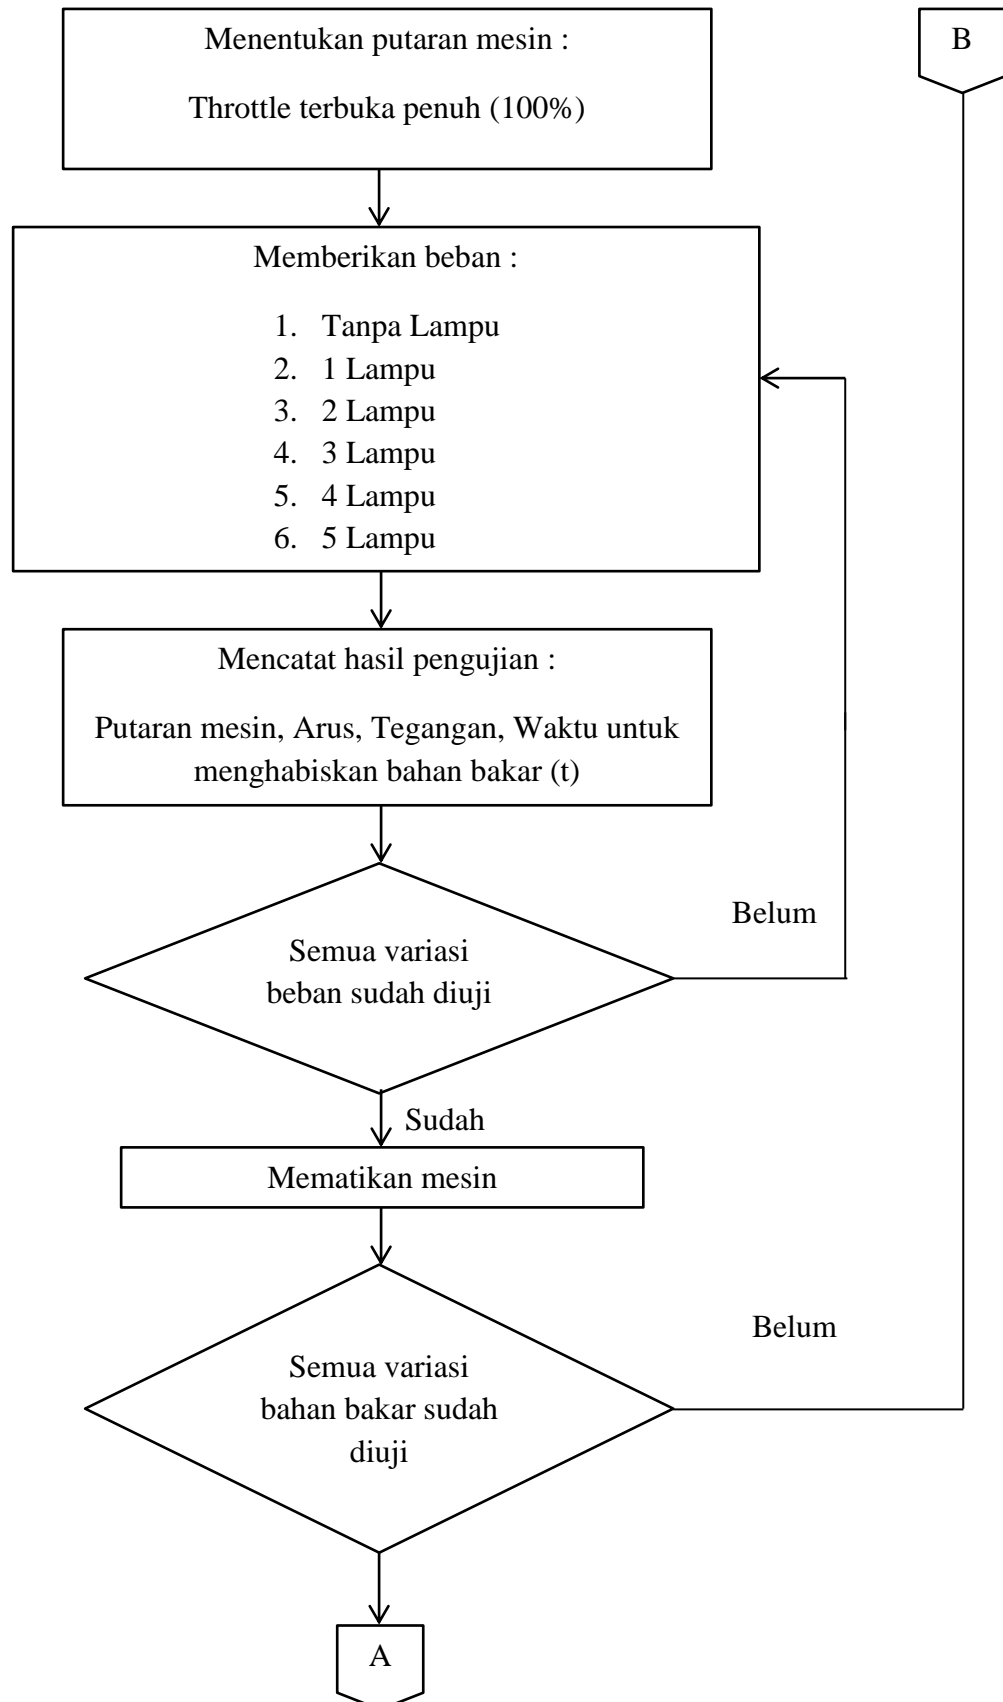 Menentukan putaran mesin :
Throttle terbuka penuh (100%)
B
Memberikan beban :
1. Tanpa Lampu
2. 1 Lampu
3. 2 Lampu
4. 3 Lampu
5. 4 Lampu
6. 5 Lampu
Mencatat hasil pengujian :
Putaran mesin, Arus, Tegangan, Waktu untuk
menghabiskan bahan bakar (t)
Belum
Semua variasi
beban sudah diuji
Sudah
Mematikan mesin
Belum
Semua variasi
bahan bakar sudah
diuji
A